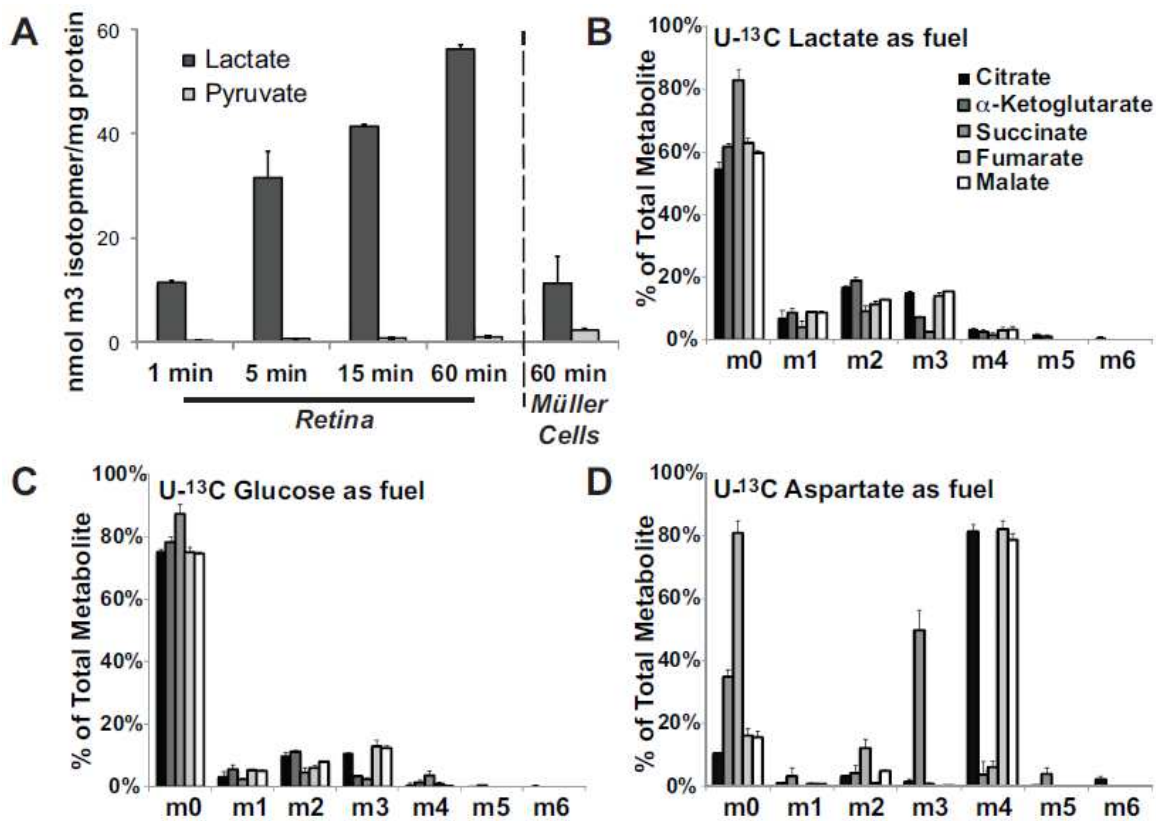 A
nmol m3 isotopomer/mg protein
60
40
20
0
Lactate
Pyruvate
1 min 5 min 15 min 60 min 60 min
Retina
Müller
Cells
B
U-¹³C Lactate as fuel
% of Total Metabolite
100%
80%
60%
40%
20%
0%
Citrate
α-Ketoglutarate
Succinate
Fumarate
Malate
m0 m1 m2 m3 m4 m5 m6
C
U-¹³C Glucose as fuel
% of Total Metabolite
100%
80%
60%
40%
20%
0%
m0 m1 m2 m3 m4 m5 m6
D
U-¹³C Aspartate as fuel
% of Total Metabolite
100%
80%
60%
40%
20%
0%
m0 m1 m2 m3 m4 m5 m6